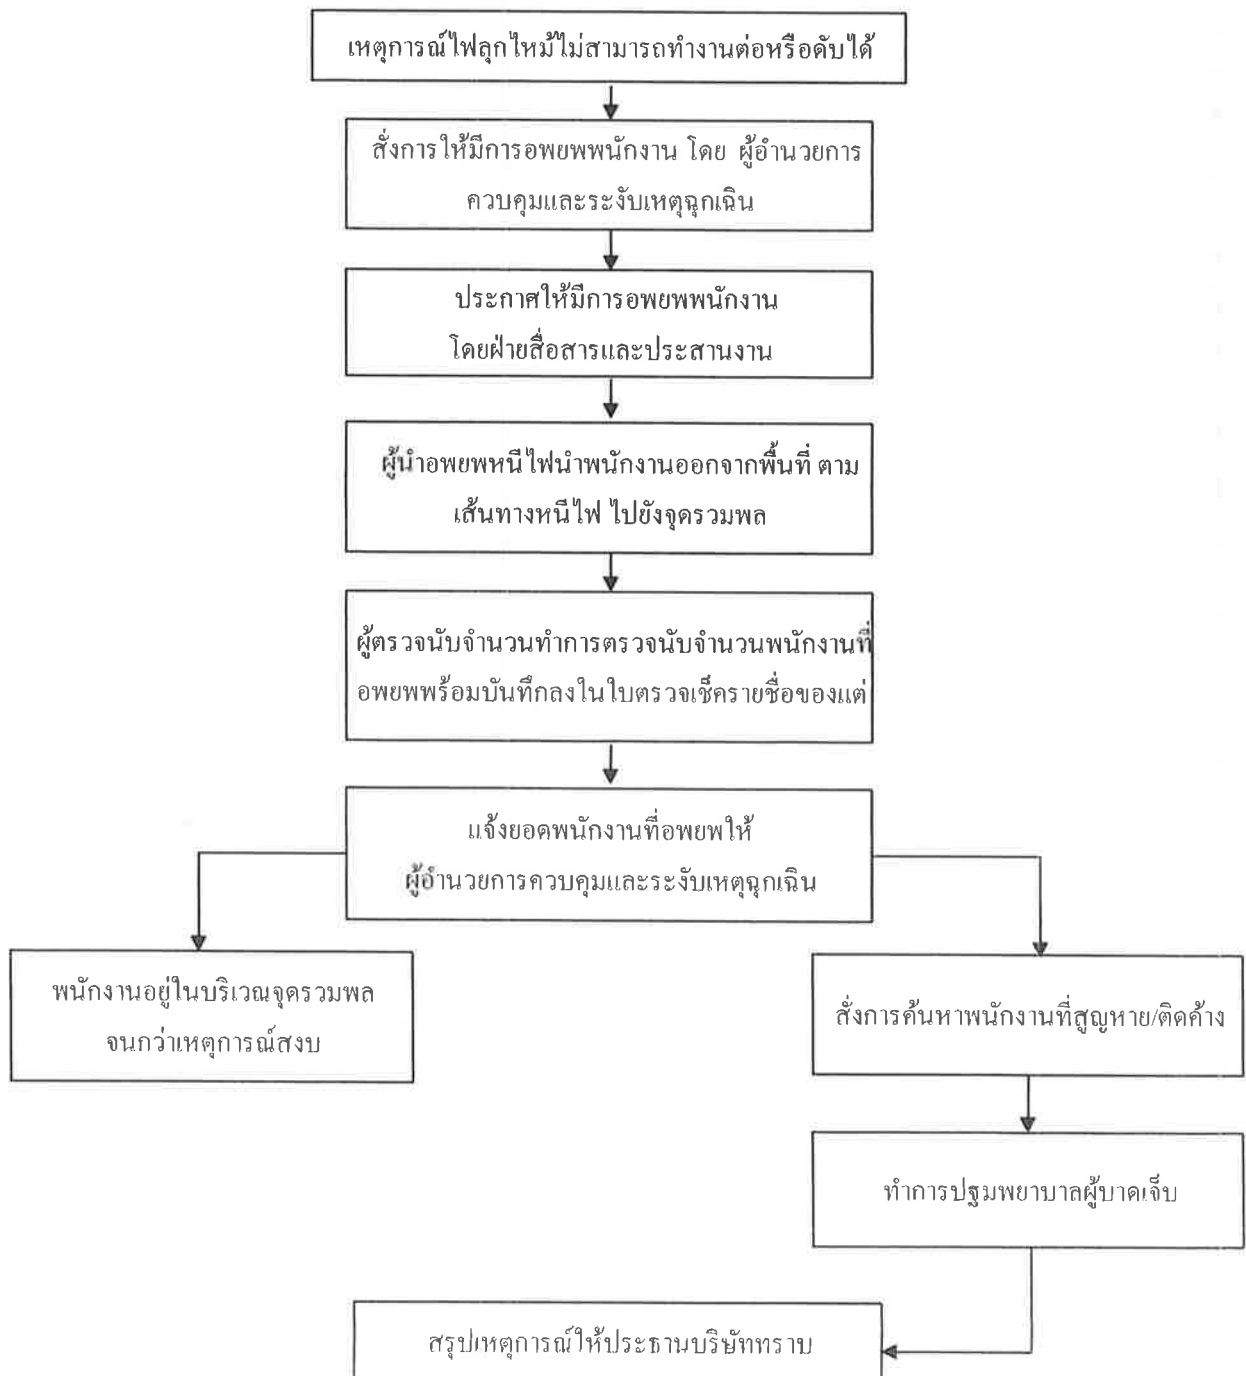 เหตุการณ์ไฟลุกไหม้ไม่สามารถทำงานต่อหรือดับได้
สั่งการให้มีการอพยพพนักงาน โดย ผู้อำนวยการ
ควบคุมและระงับเหตุฉุกเฉิน
ประกาศให้มีการอพยพพนักงาน
โดยฝ่ายสื่อสารและประสานงาน
ผู้นำอพยพหนีไฟนำพนักงานออกจากพื้นที่ ตาม
เส้นทางหนีไฟ ไปยังจุดรวมพล
ผู้ตรวจนับจำนวนทำการตรวจนับจำนวนพนักงานที่
อพยพพร้อมบันทึกลงในใบตรวจเช็ครายชื่อของแต่
แจ้งยอดพนักงานที่อพยพให้
ผู้อำนวยการควบคุมและระงับเหตุฉุกเฉิน
พนักงานอยู่ในบริเวณจุดรวมพล
จนกว่าเหตุการณ์สงบ
สั่งการค้นหาพนักงานที่สูญหาย/ติดค้าง
ทำการปฐมพยาบาลผู้บาดเจ็บ
สรุปเหตุการณ์ให้ประธานบริษัททราบ